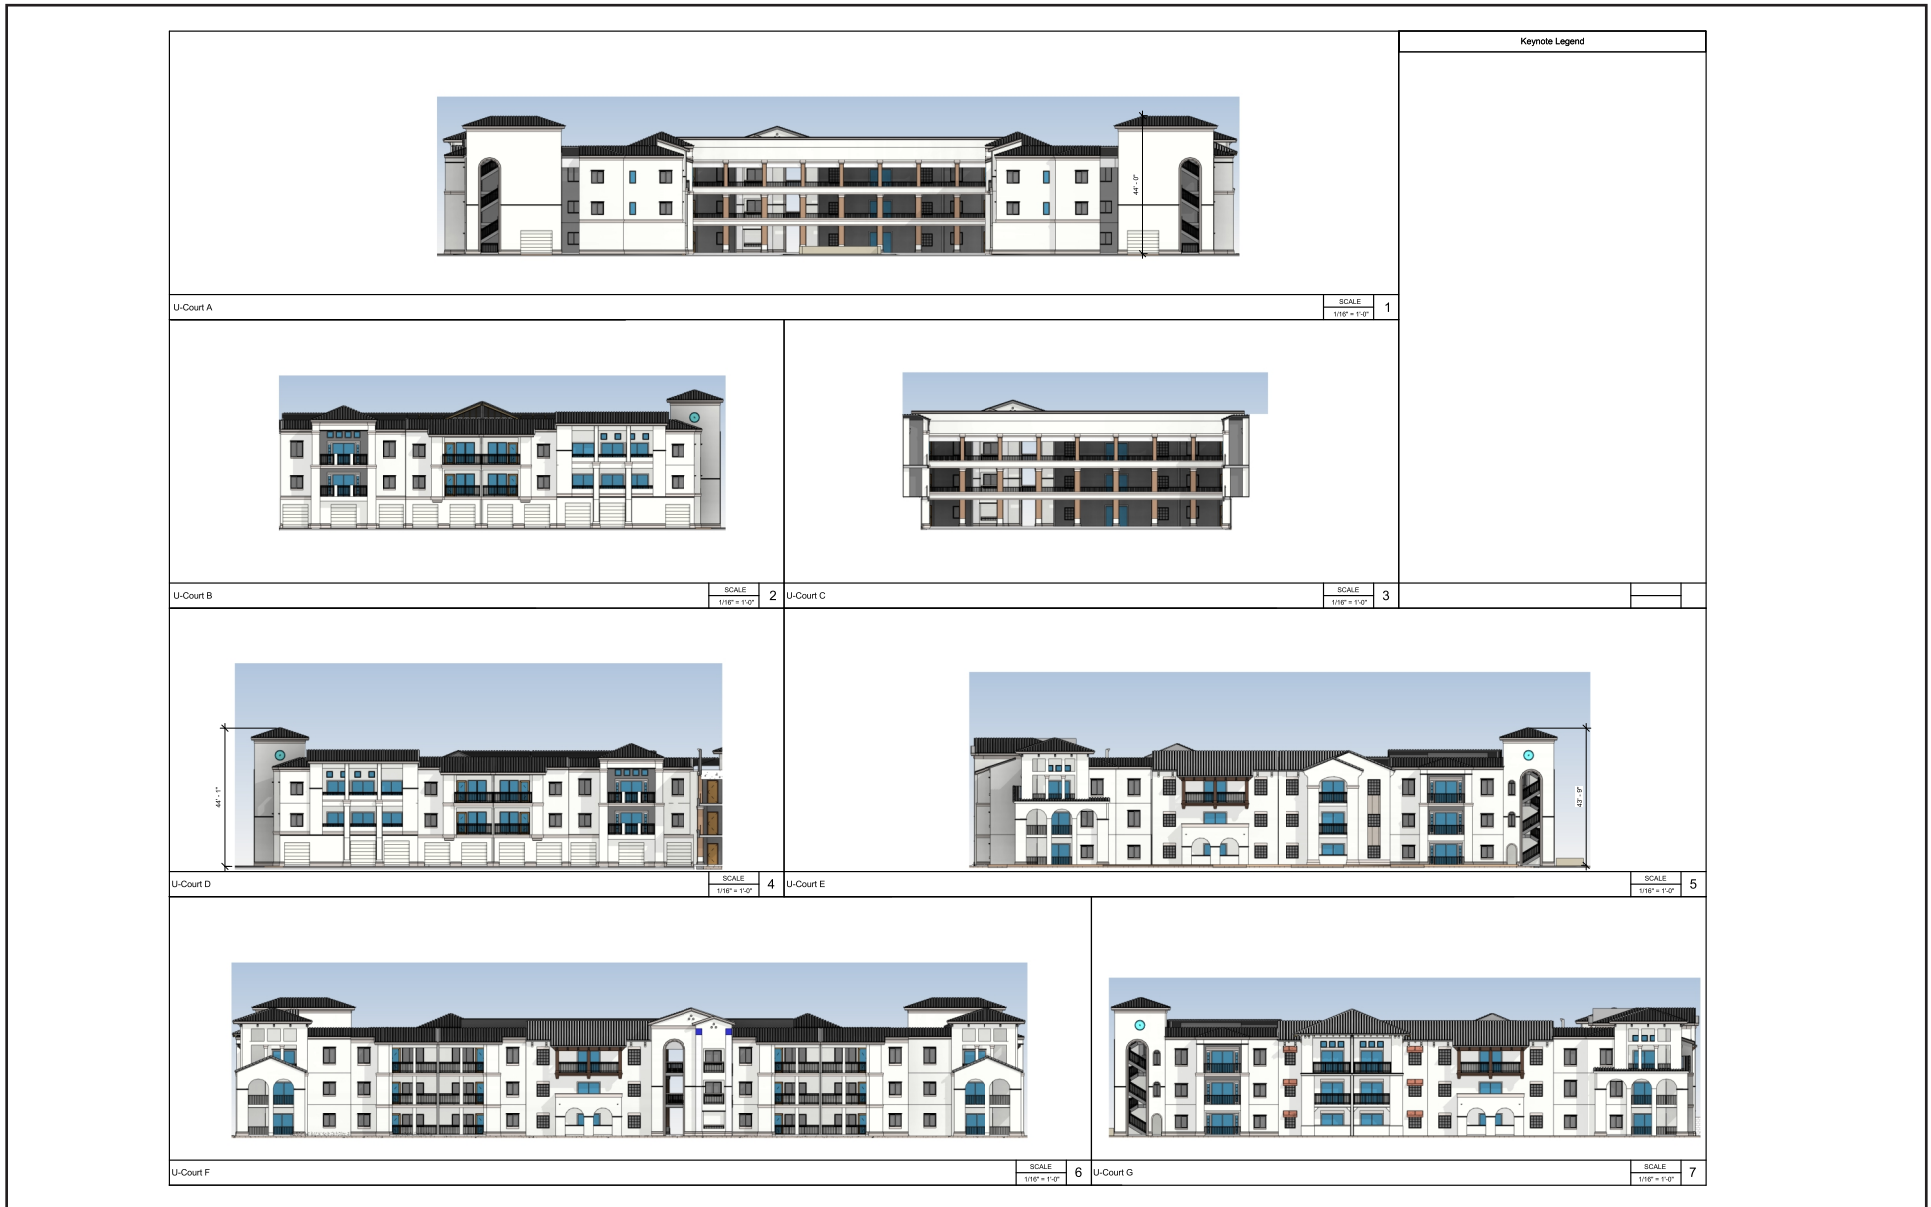 Keynote Legend
44' - 0"
U-Court A
SCALE
1/16" = 1'-0"
1
U-Court B
SCALE
1/16" = 1'-0"
2
U-Court C
SCALE
1/16" = 1'-0"
3
44' - 1"
U-Court D
SCALE
1/16" = 1'-0"
4
43' - 9"
U-Court E
SCALE
1/16" = 1'-0"
5
U-Court F
SCALE
1/16" = 1'-0"
6
U-Court G
SCALE
1/16" = 1'-0"
7